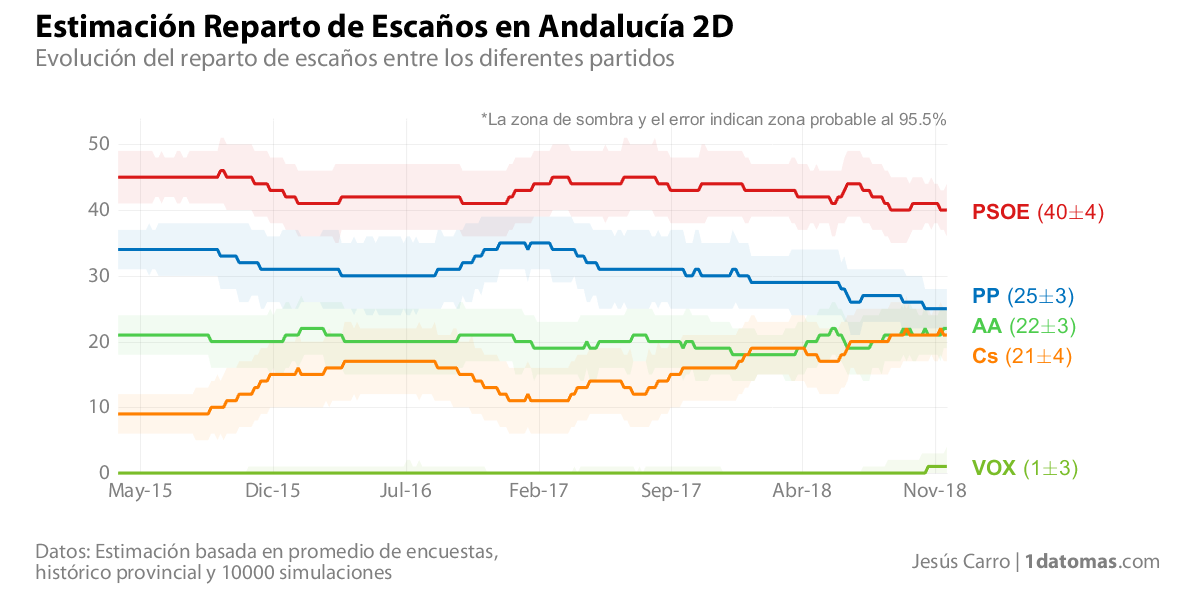 Estimación Reparto de Escaños en Andalucía 2D
Evolución del reparto de escaños entre los diferentes partidos
*La zona de sombra y el error indican zona probable al 95.5%
50
40
30
20
10
0
PSOE (40±4)
PP (25±3)
AA (22±3)
Cs (21±4)
VOX (1±3)
May-15 Dic-15 Jul-16 Feb-17 Sep-17 Abr-18 Nov-18
Datos: Estimación basada en promedio de encuestas,
histórico provincial y 10000 simulaciones
Jesús Carro | 1datomas.com